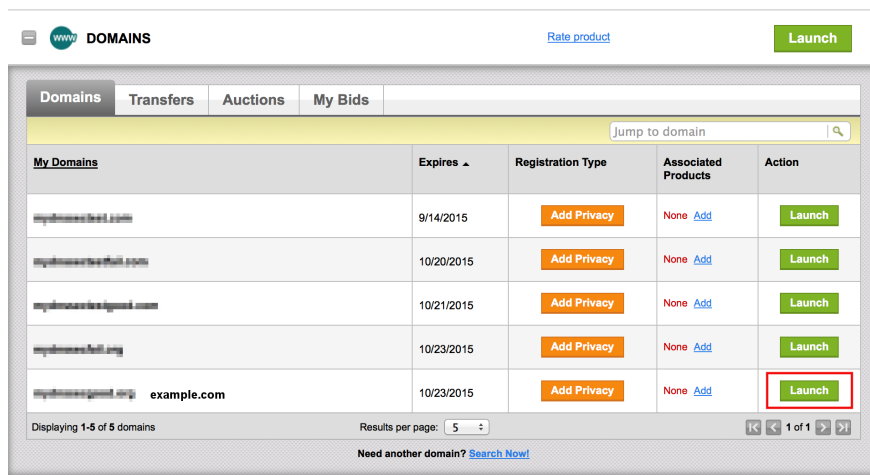 www DOMAINS Rate product Launch
Domains Transfers Auctions My Bids
Jump to domain
My Domains Expires Registration Type Associated Products Action
9/14/2015 Add Privacy None Add Launch
10/20/2015 Add Privacy None Add Launch
10/21/2015 Add Privacy None Add Launch
10/23/2015 Add Privacy None Add Launch
example.com 10/23/2015 Add Privacy None Add Launch
Displaying 1-5 of 5 domains Results per page: 5 1 of 1
Need another domain? Search Now!